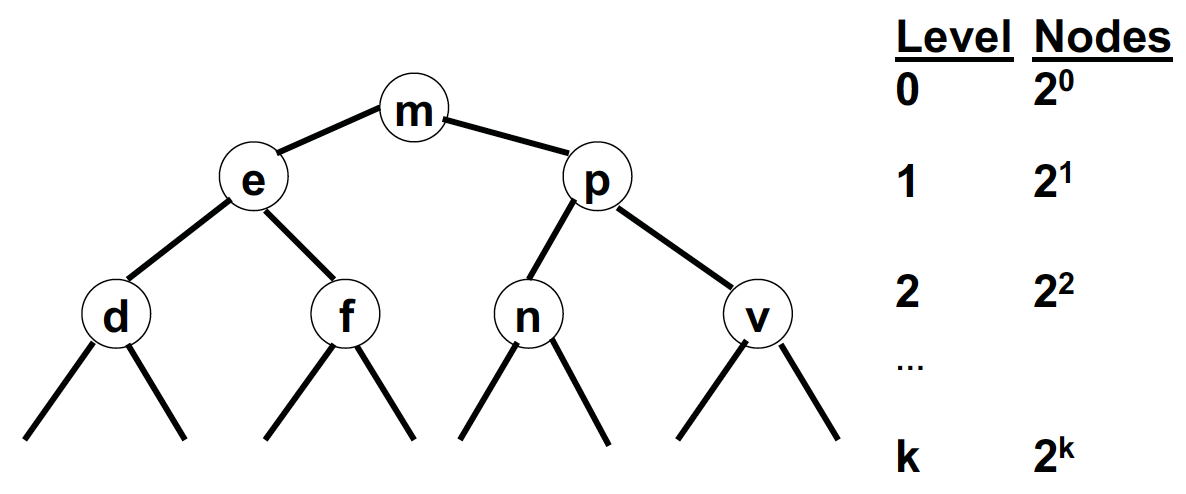 Level Nodes
0 2⁰
m
e p 1 2¹
d f n v 2 2²
...
k 2ᵏ